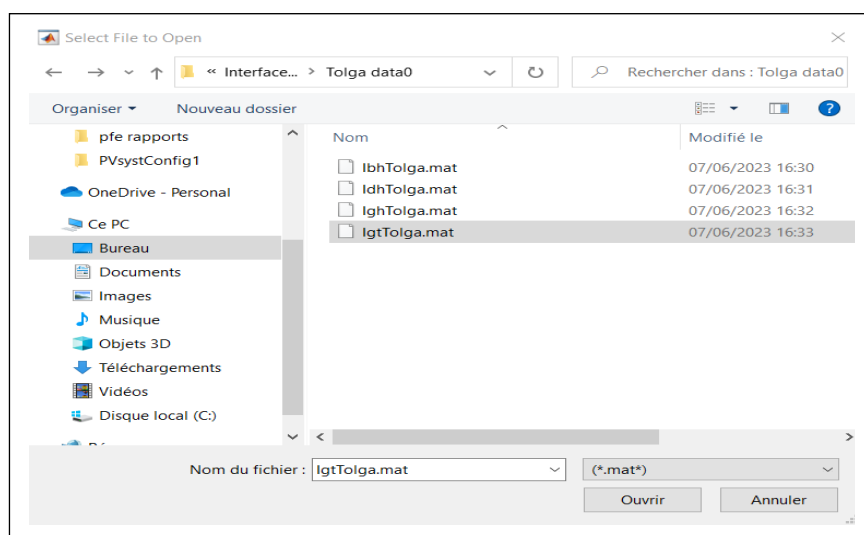 Select File to Open
« Interface... > Tolga data0
Rechercher dans : Tolga data0
Organiser
Nouveau dossier
pfe rapports
PVsystConfig1
OneDrive - Personal
Ce PC
Bureau
Documents
Images
Musique
Objets 3D
Téléchargements
Vidéos
Disque local (C:)
Nom
Modifié le
IbhTolga.mat
07/06/2023 16:30
IdhTolga.mat
07/06/2023 16:31
IghTolga.mat
07/06/2023 16:32
IgtTolga.mat
07/06/2023 16:33
Nom du fichier :
IgtTolga.mat
(*.mat*)
Ouvrir
Annuler